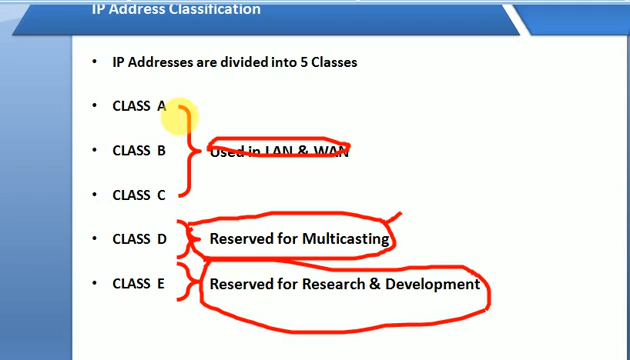 IP Address Classification
• IP Addresses are divided into 5 Classes
• CLASS A
• CLASS B Used in LAN & WAN
• CLASS C
• CLASS D Reserved for Multicasting
• CLASS E Reserved for Research & Development